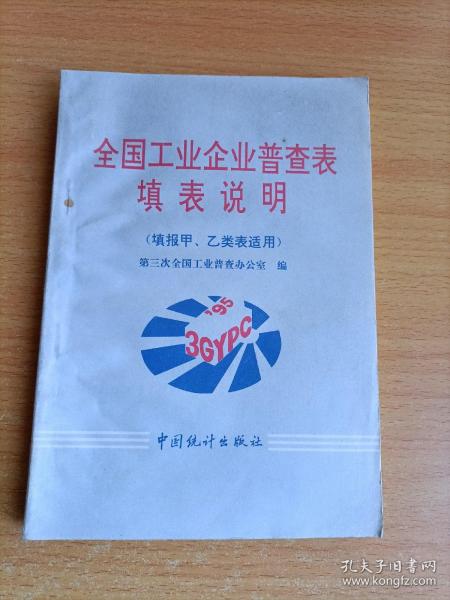 全国工业企业普查表
填表说明
（填报甲、乙类表适用）
第三次全国工业普查办公室 编
'95
3GYPC
中国统计出版社
孔夫子旧书网
www.kongfz.com